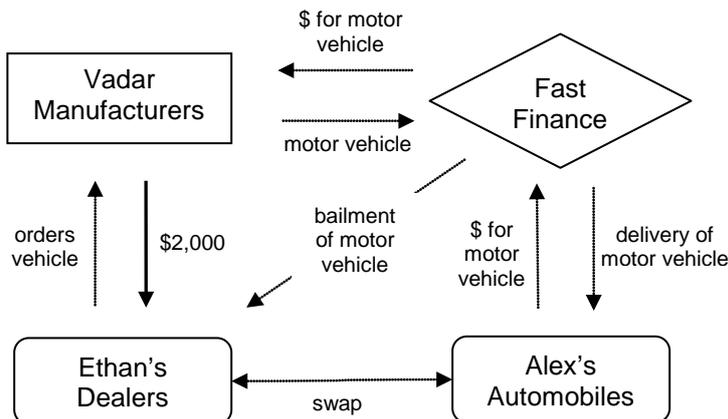 $ for motor
vehicle
Vadar
Manufacturers
Fast
Finance
motor vehicle
orders
vehicle
$2,000
bailment
of motor
vehicle
$ for
motor
vehicle
delivery of
motor vehicle
Ethan's
Dealers
swap
Alex's
Automobiles